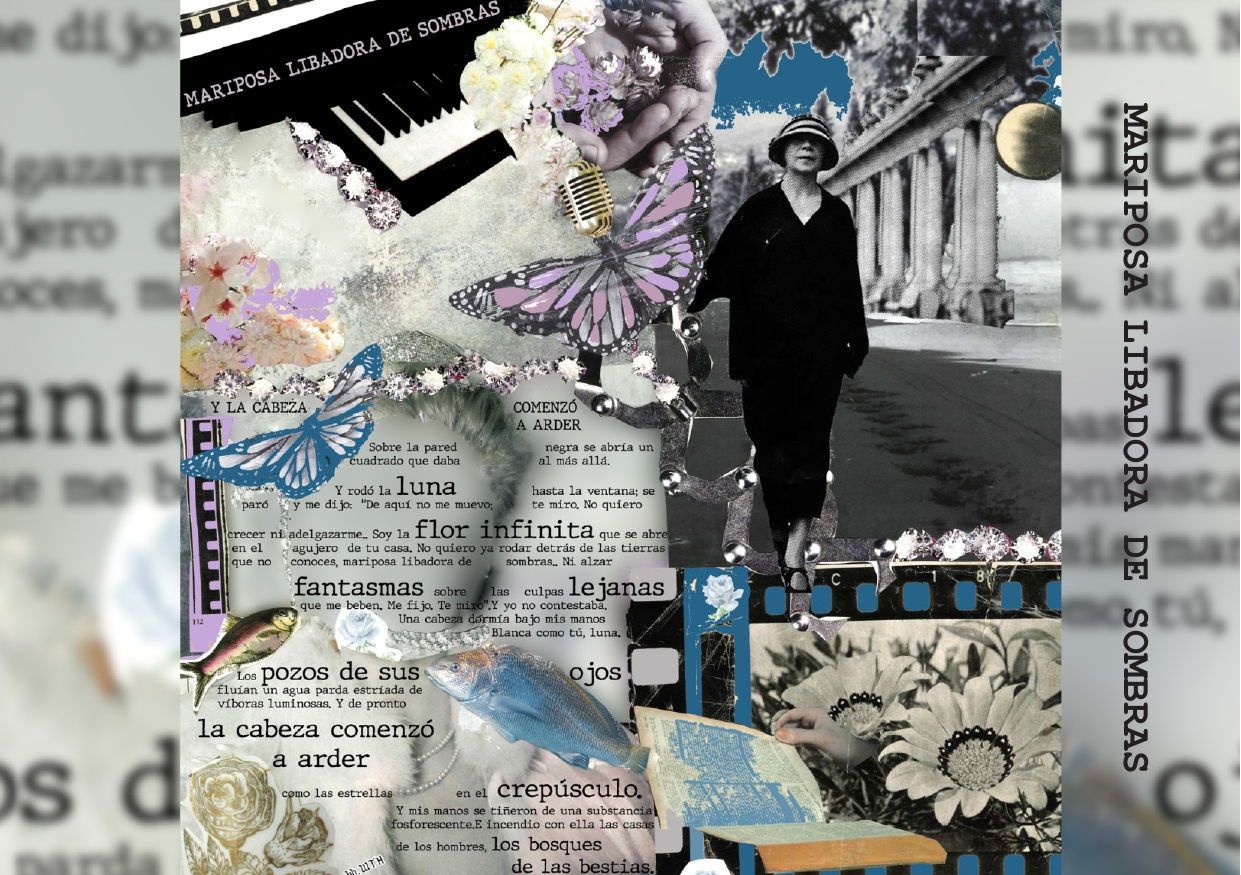 MARIPOSA LIBADORA DE SOMBRAS
Y LA CABEZA COMENZÓ
A ARDER
Sobre la pared negra se abría un
cuadrado que daba al más allá.
Y rodó la luna hasta la ventana; se
paró y me dijo: "De aquí no me muevo; te miro. No quiero
crecer ni adelgazarme.. Soy la flor infinita que se abre
en el agujero de tu casa. No quiero ya rodar detrás de las tierras
que no conoces, mariposa libadora de sombras.. Ni alzar
fantasmas sobre las culpas lejanas
que me beben. Me fijo. Te miro".Y yo no contestaba.
Una cabeza dormía bajo mis manos
Blanca como tú, luna.
Los pozos de sus ojos
fluían un agua parda estriada de
víboras luminosas. Y de pronto
la cabeza comenzó
a arder
como las estrellas en el crepúsculo.
Y mis manos se tiñeron de una substancia
fosforescente.E incendio con ella las casas
de los hombres, los bosques
de las bestias.
C 18
MARIPOSA LIBADORA DE SOMBRAS